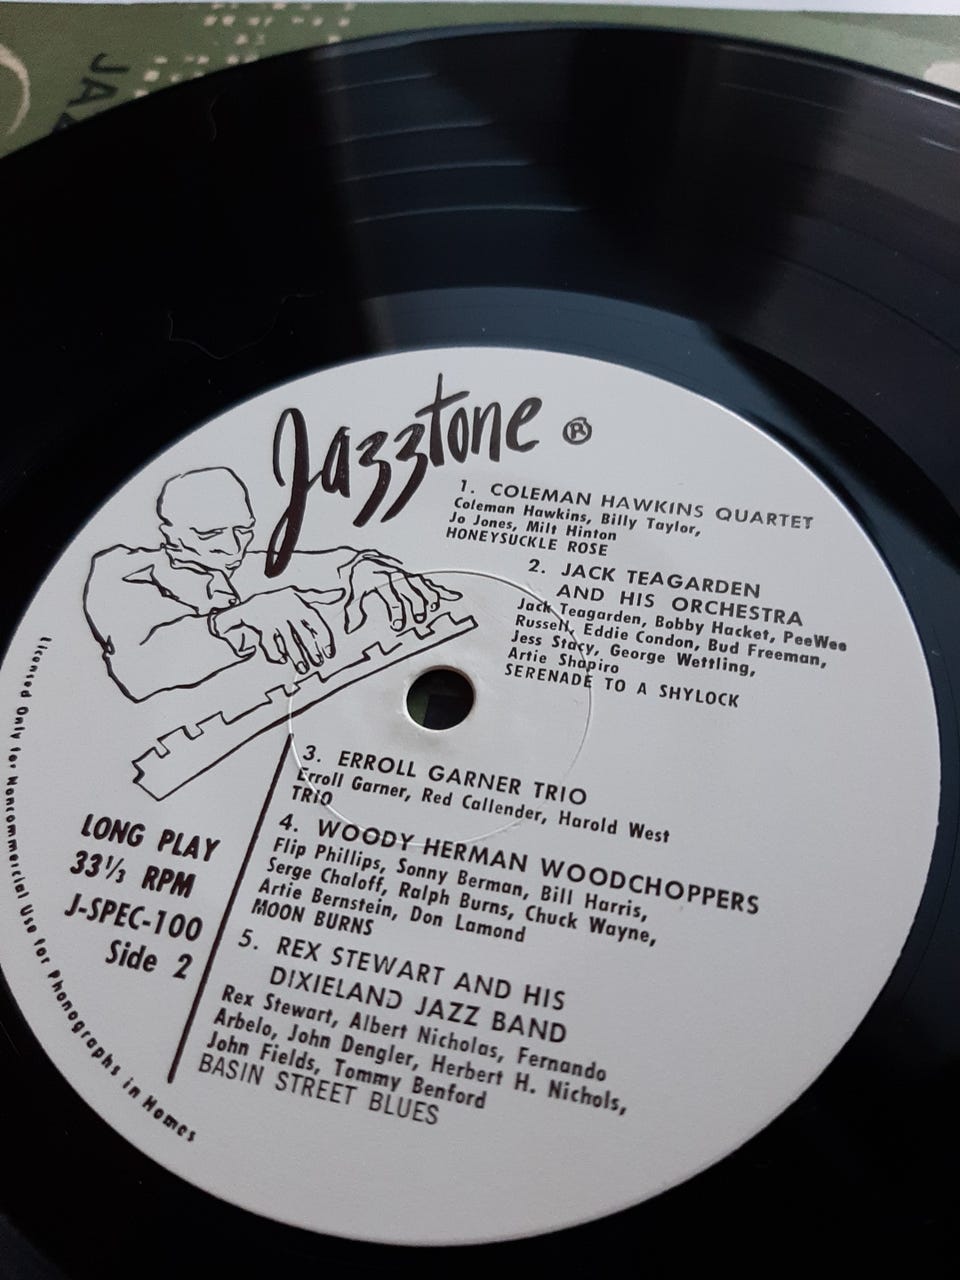 JAZ
Jazztone ®
1. COLEMAN HAWKINS QUARTET
Coleman Hawkins, Billy Taylor,
Jo Jones, Milt Hinton
HONEYSUCKLE ROSE
2. JACK TEAGARDEN
AND HIS ORCHESTRA
Jack Teagarden, Bobby Hacket, PeeWee
Russell, Eddie Condon, Bud Freeman,
Jess Stacy, George Wettling,
Artie Shapiro
SERENADE TO A SHYLOCK
3. ERROLL GARNER TRIO
Erroll Garner, Red Callender, Harold West
TRIO
4. WOODY HERMAN WOODCHOPPERS
Flip Phillips, Sonny Berman, Bill Harris,
Serge Chaloff, Ralph Burns, Chuck Wayne,
Artie Bernstein, Don Lamond
MOON BURNS
5. REX STEWART AND HIS
DIXIELAND JAZZ BAND
Rex Stewart, Albert Nicholas, Fernando
Arbelo, John Dengler, Herbert H. Nichols,
John Fields, Tommy Benford
BASIN STREET BLUES
LONG PLAY
33⅓ RPM
J-SPEC-100
Side 2
Licensed Only for Noncommercial Use for Phonographs in Homes